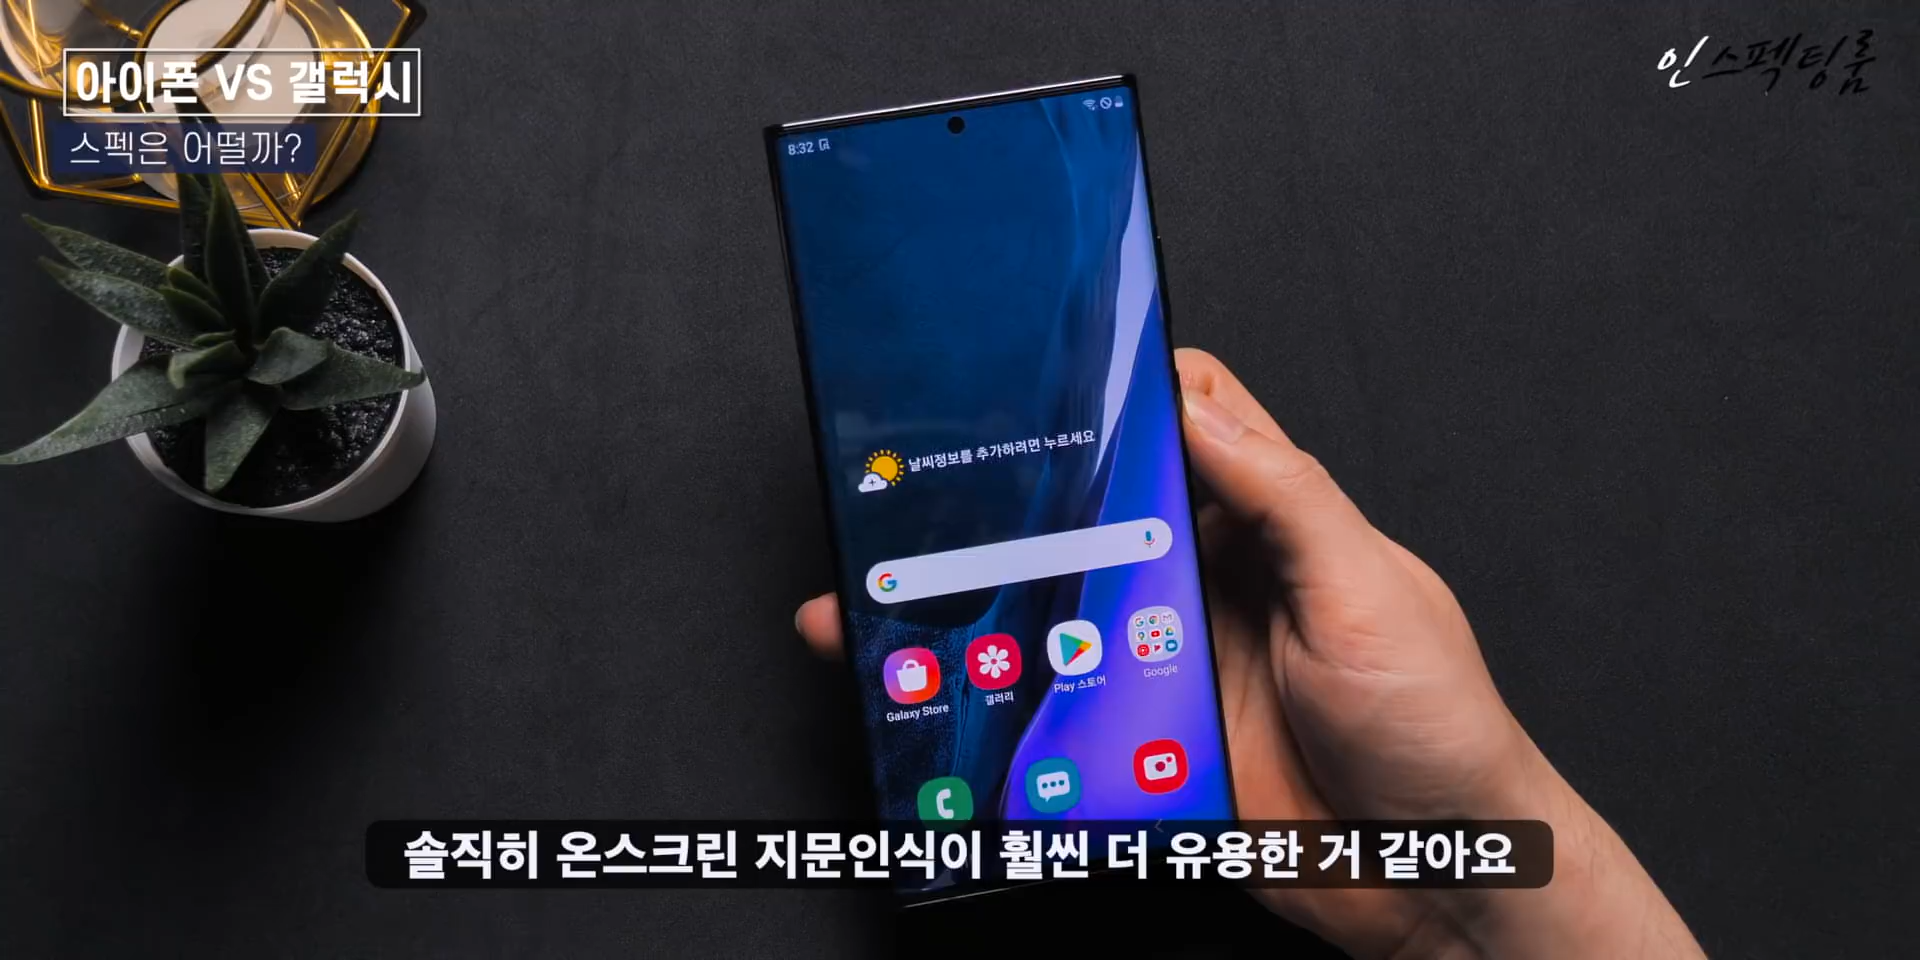 아이폰 VS 갤럭시
스펙은 어떨까?
인스펙팅룸
8:32
날씨정보를 추가하려면 누르세요
Galaxy Store
갤러리
Play 스토어
Google
솔직히 온스크린 지문인식이 훨씬 더 유용한 거 같아요